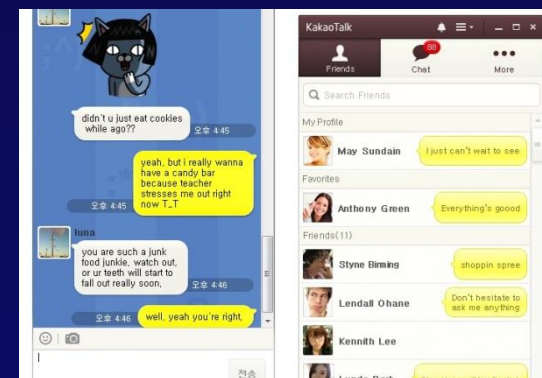 didn't u just eat cookies
while ago??
오후 4:45
yeah, but i really wanna
have a candy bar
because teacher
stresses me out right
now T_T
오후 4:45
luna
you are such a junk
food junkie, watch out,
or ur teeth will start to
fall out really soon,
오후 4:46
오후 4:46
well, yeah you're right,
전송
KakaoTalk
88
Friends
Chat
More
Search Friends
My Profile
May Sundain
I just can't wait to see
Favorites
Anthony Green
Everything's goood
Friends(11)
Styne Birming
shoppin spree
Lendall Ohane
Don't hesitate to
ask me anything
Kennith Lee